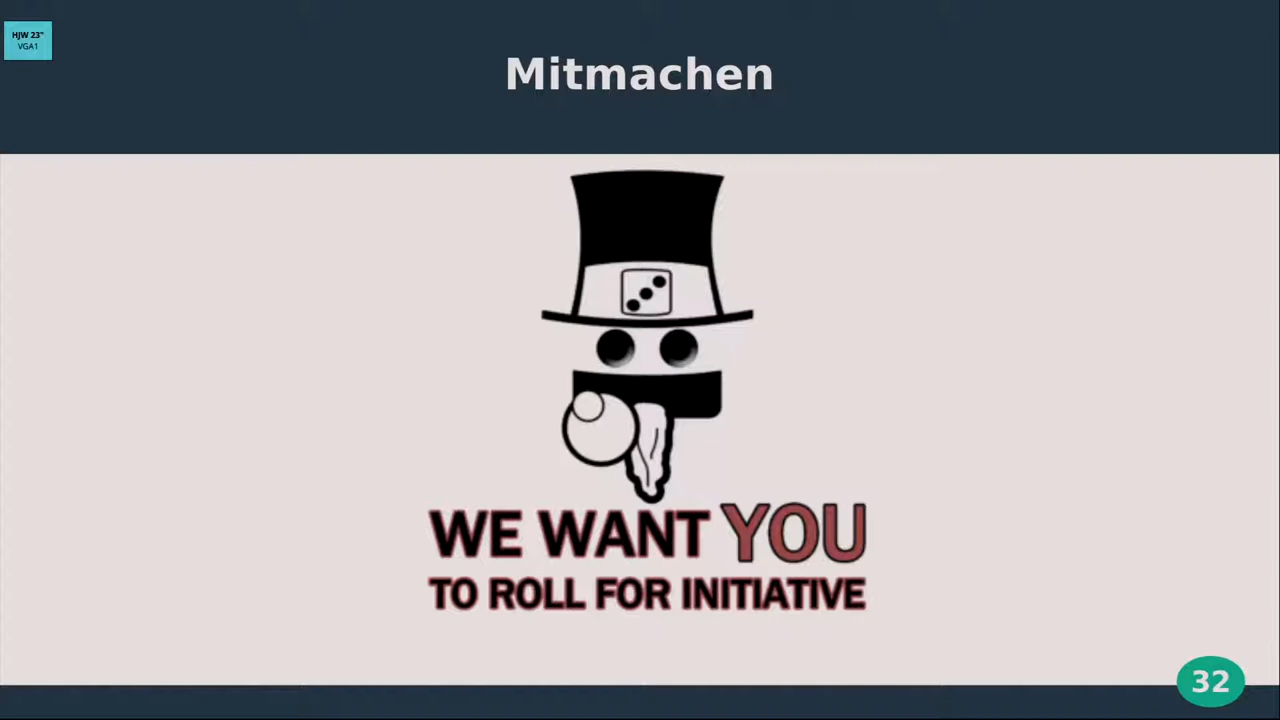 HJW 23"
VGA1
Mitmachen
WE WANT YOU
TO ROLL FOR INITIATIVE
32